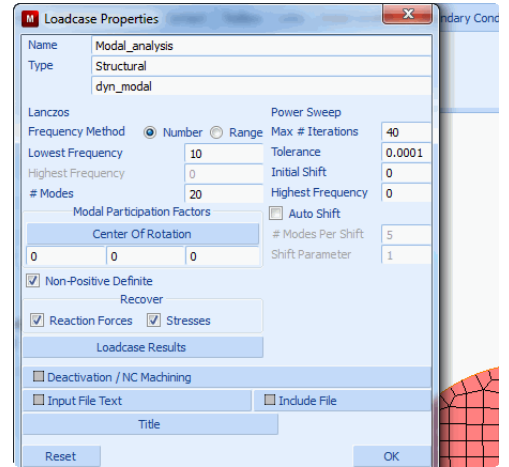 M Loadcase Properties
ndary Cond
Name Modal_analysis
Type Structural
dyn_modal
Lanczos Power Sweep
Frequency Method Number Range Max # Iterations 40
Lowest Frequency 10 Tolerance 0.0001
Highest Frequency 0 Initial Shift 0
# Modes 20 Highest Frequency 0
Modal Participation Factors Auto Shift
Center Of Rotation # Modes Per Shift 5
0 0 0 Shift Parameter 1
Non-Positive Definite
Recover
Reaction Forces Stresses
Loadcase Results
Deactivation / NC Machining
Input File Text Include File
Title
Reset OK